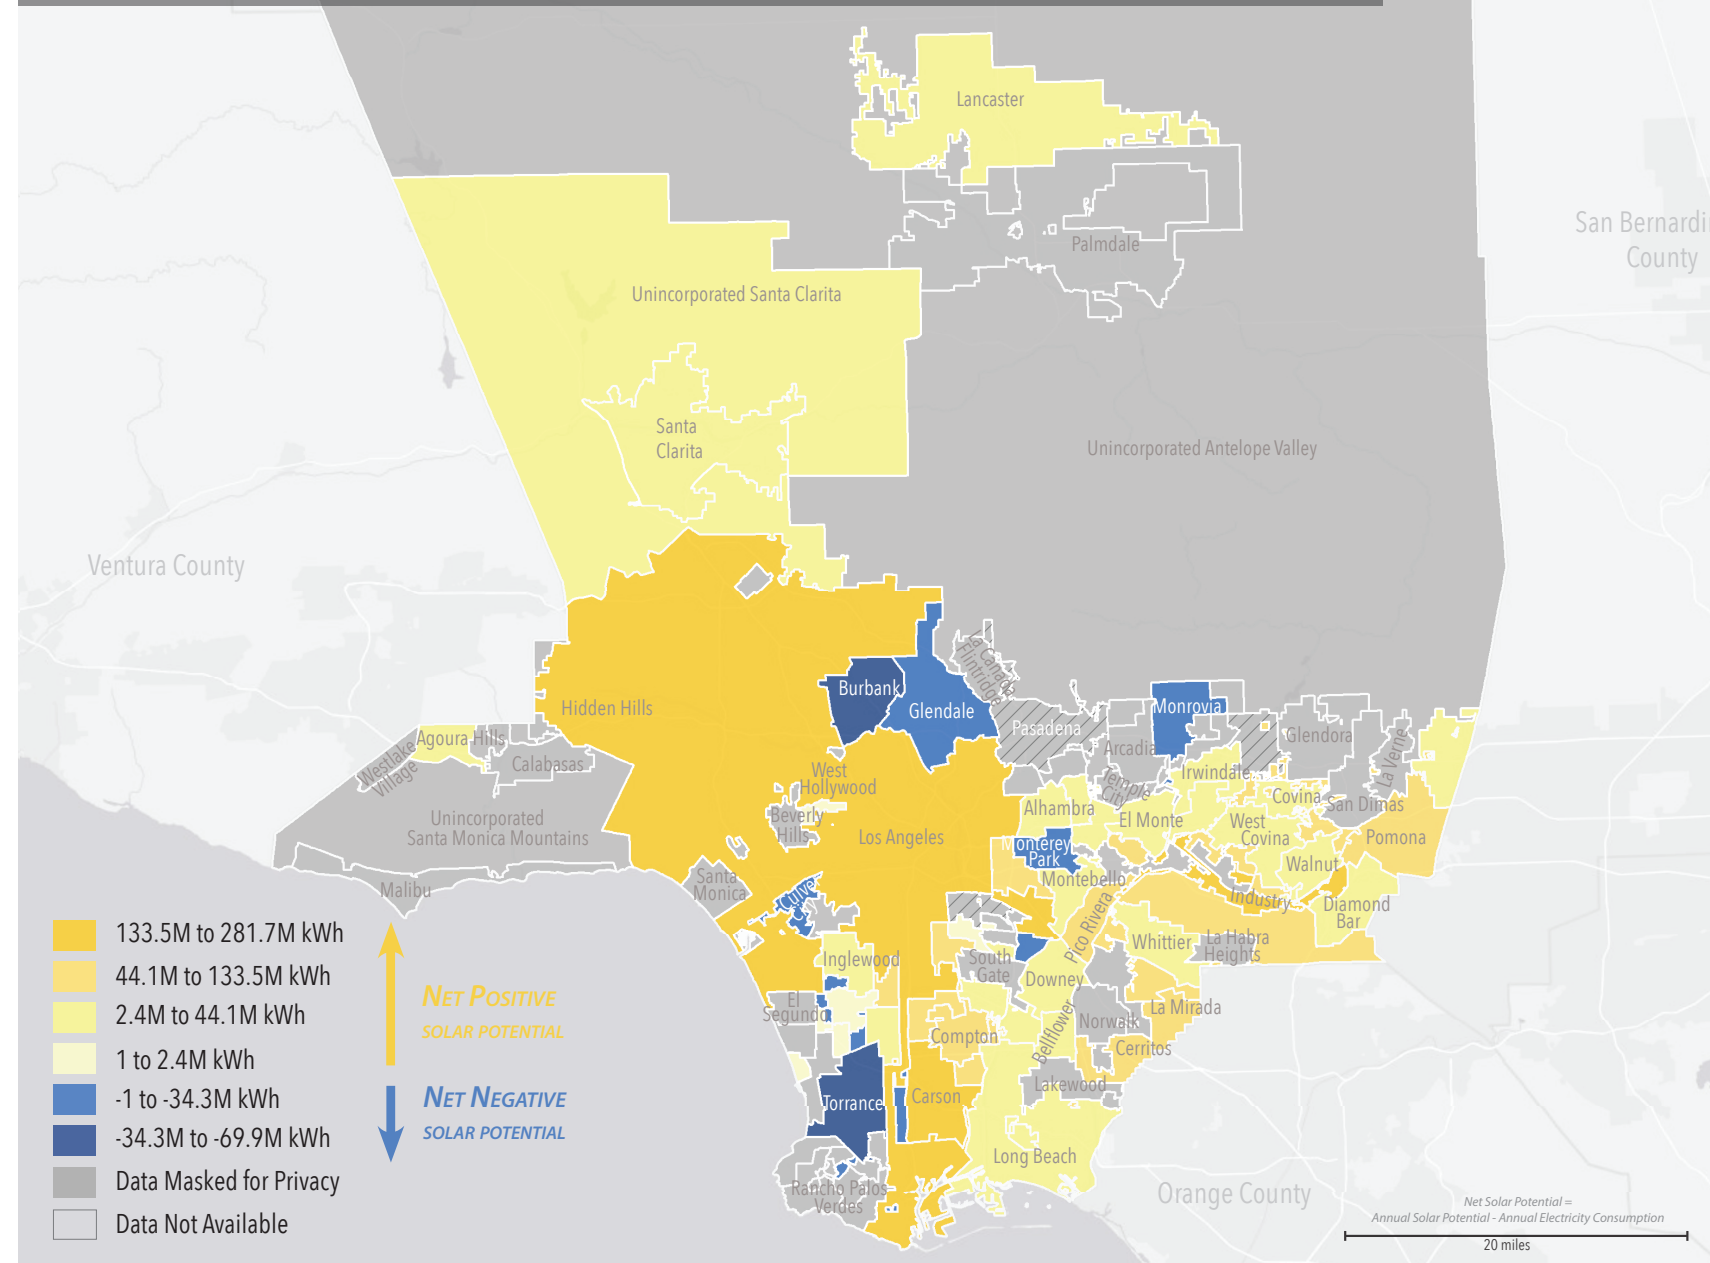 Lancaster
San Bernardi
County
Palmdale
Unincorporated Santa Clarita
Santa
Clarita
Unincorporated Antelope Valley
Ventura County
La Canada
Flintridge
Burbank
Glendale
Hidden Hills
Monrovia
Pasadena
Arcadia
Glendora
La Verne
Agoura Hills
Westlake
Village
Calabasas
West
Hollywood
Temple
City
Irwindale
Covina
San Dimas
Unincorporated
Santa Monica Mountains
Beverly
Hills
Los Angeles
Alhambra
El Monte
West
Covina
Pomona
Monterey
Park
Walnut
Malibu
Santa
Monica
Montebello
Culve
Industry
Diamond
Bar
Pico Rivera
Whittier
La Habra
Heights
Inglewood
South
Gate
Downey
El
Segundo
Bellflower
Norwalk
La Mirada
Compton
Cerritos
Lakewood
Torrance
Carson
Long Beach
Rancho Palos
Verdes
Orange County
133.5M to 281.7M kWh
44.1M to 133.5M kWh
2.4M to 44.1M kWh
1 to 2.4M kWh
-1 to -34.3M kWh
-34.3M to -69.9M kWh
Data Masked for Privacy
Data Not Available
NET POSITIVE
SOLAR POTENTIAL
NET NEGATIVE
SOLAR POTENTIAL
Net Solar Potential =
Annual Solar Potential - Annual Electricity Consumption
20 miles